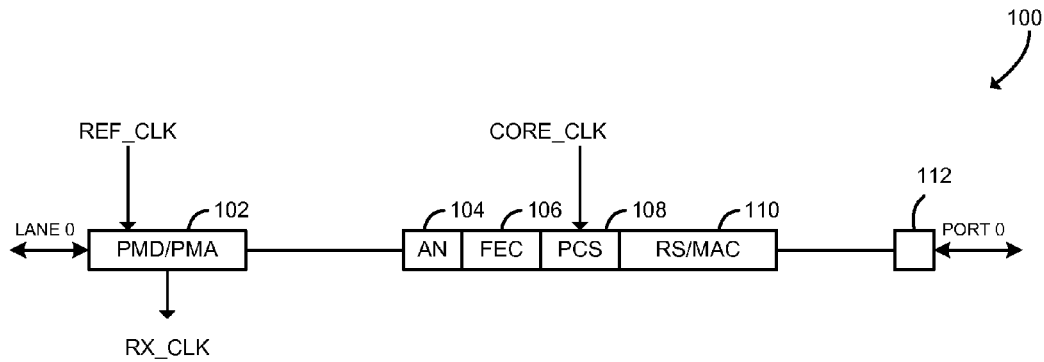 100
REF_CLK
CORE_CLK
112
102
104
106
108
110
LANE 0
PMD/PMA
AN
FEC
PCS
RS/MAC
PORT 0
RX_CLK